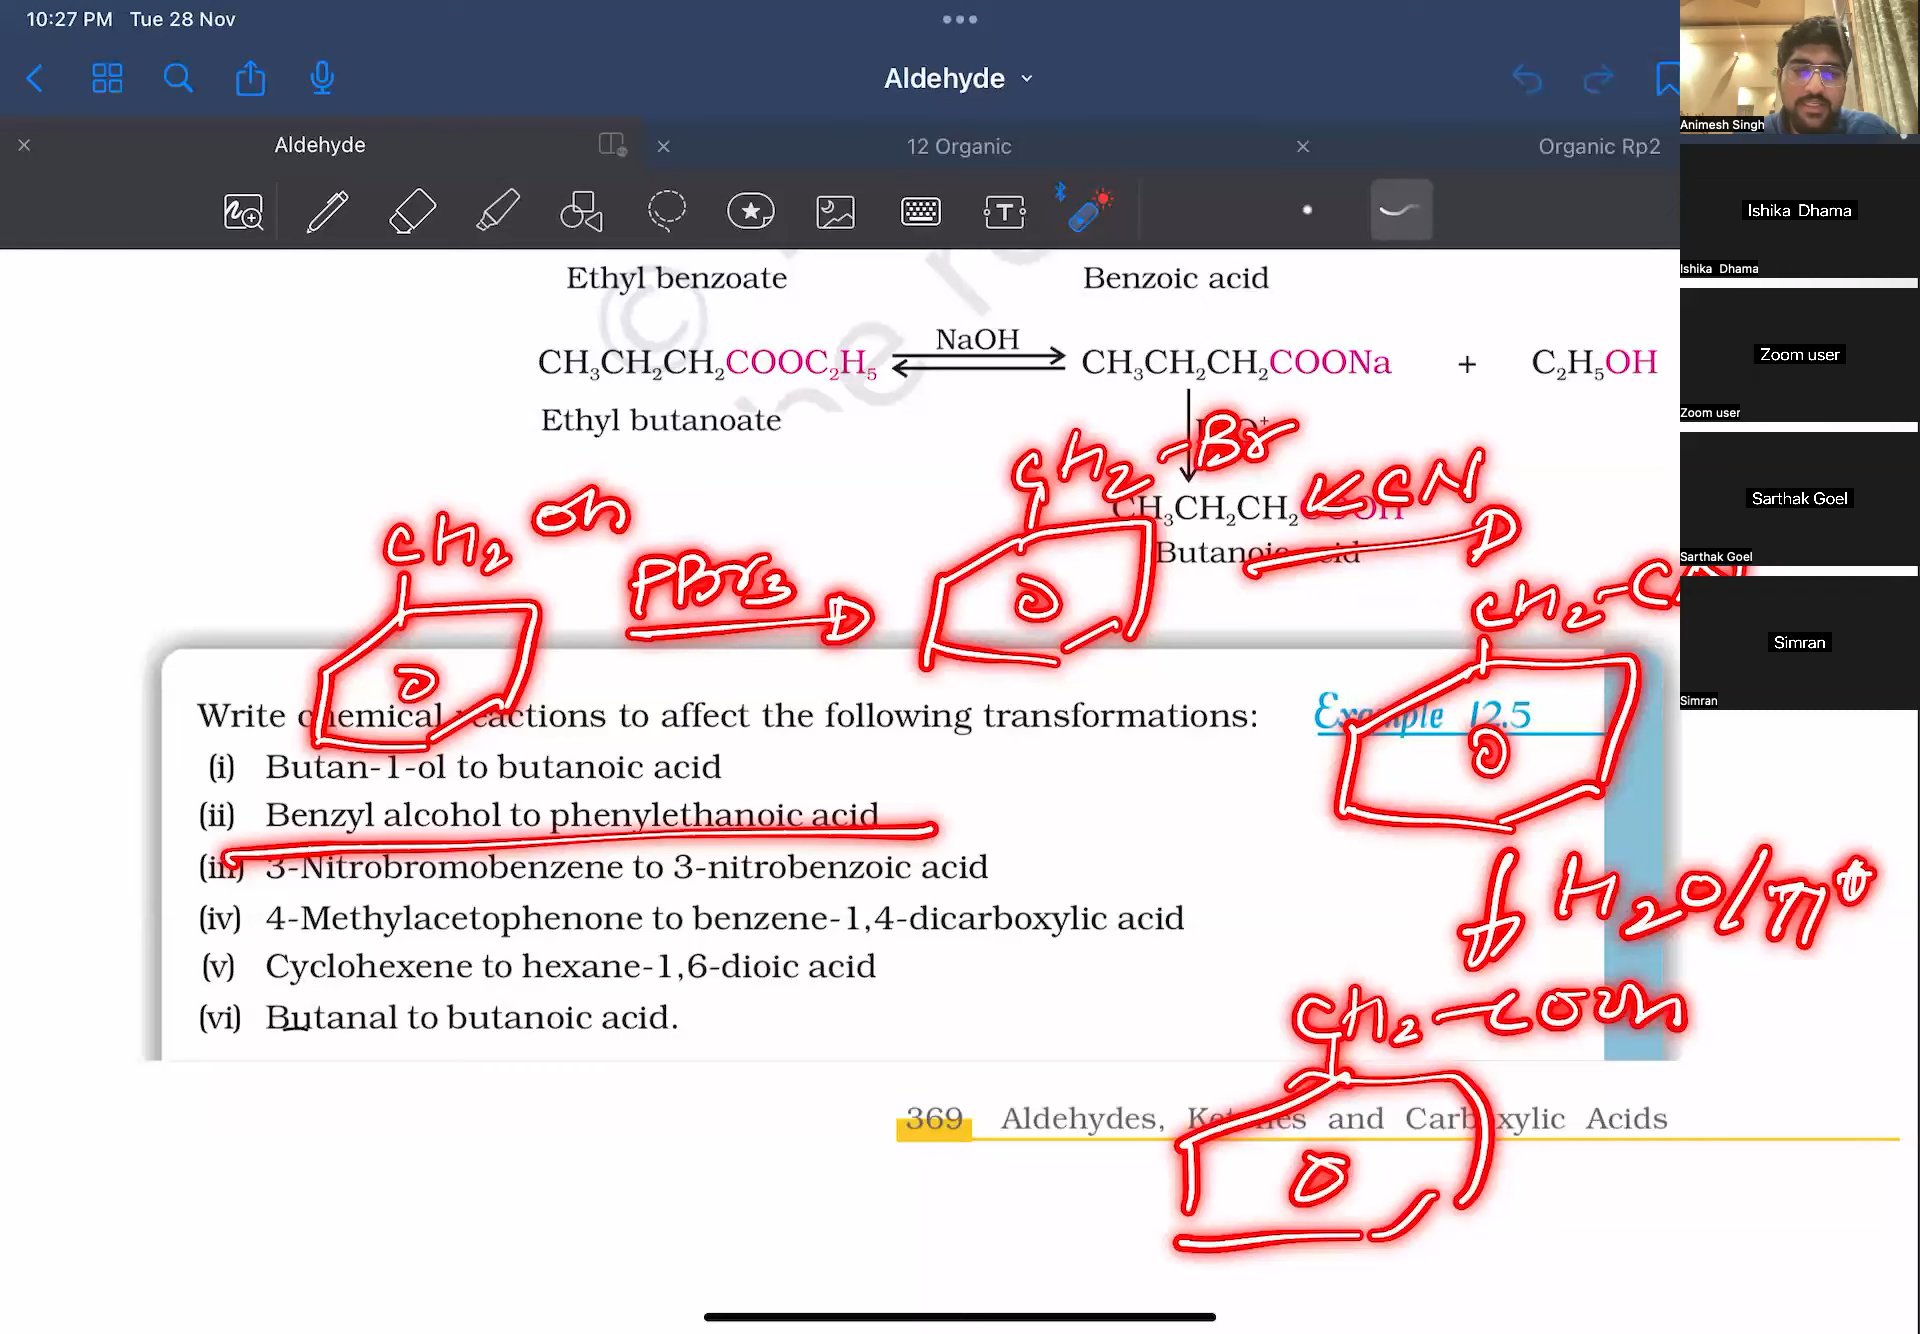 10:27 PM Tue 28 Nov
Aldehyde
Aldehyde
12 Organic
Organic Rp2
Animesh Singh
Ishika Dhama
Ishika Dhama
Zoom user
Zoom user
Sarthak Goel
Sarthak Goel
Simran
Simran
Ethyl benzoate Benzoic acid
CH₃CH₂CH₂COOC₂H₅ NaOH CH₃CH₂CH₂COONa + C₂H₅OH
Ethyl butanoate
CH₃CH₂CH₂COOH
Butanoic acid
CH₂ OH
PBr₃
CH₂-Br
KCN
CH₂-CN
H₂O/H⁺
CH₂-COOH
Write chemical reactions to affect the following transformations: Example 12.5
(i) Butan-1-ol to butanoic acid
(ii) Benzyl alcohol to phenylethanoic acid
(iii) 3-Nitrobromobenzene to 3-nitrobenzoic acid
(iv) 4-Methylacetophenone to benzene-1,4-dicarboxylic acid
(v) Cyclohexene to hexane-1,6-dioic acid
(vi) Butanal to butanoic acid.
369 Aldehydes, Ketones and Carboxylic Acids